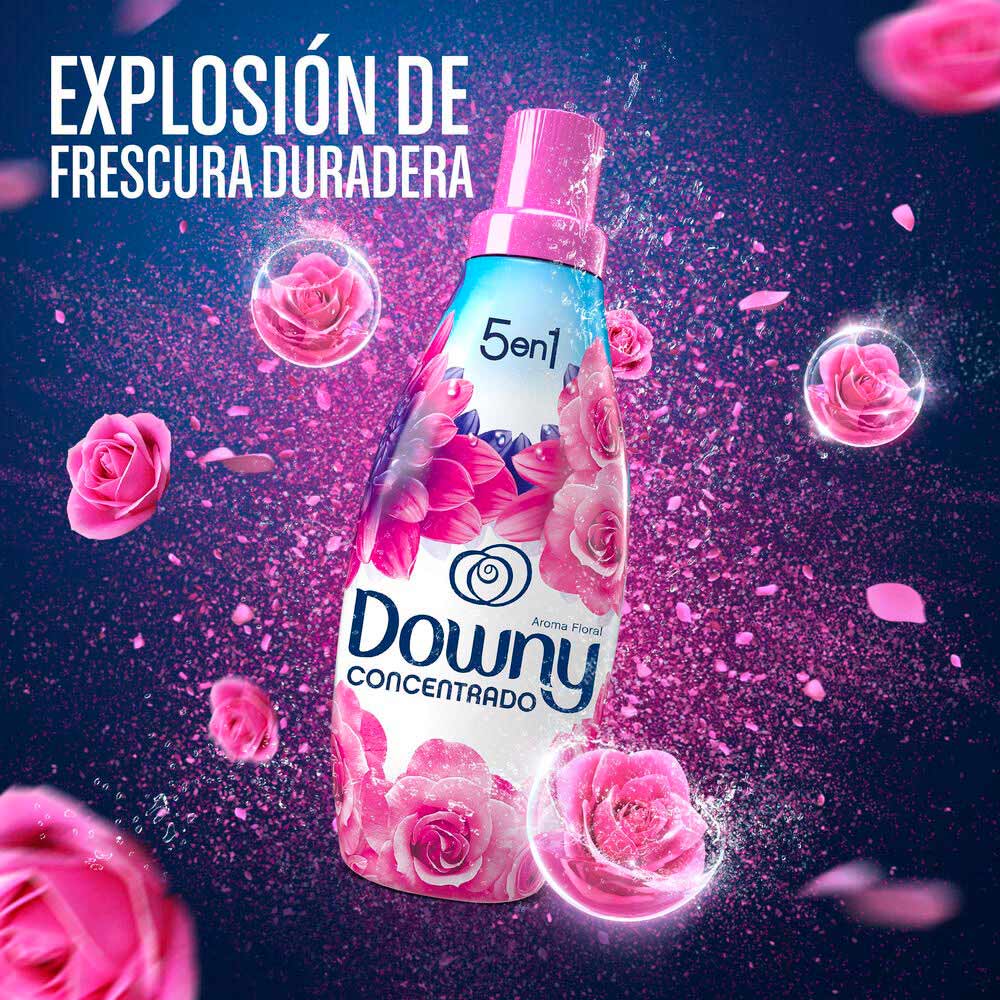 EXPLOSIÓN DE
FRESCURA DURADERA
5en1
Aroma Floral
Downy
CONCENTRADO